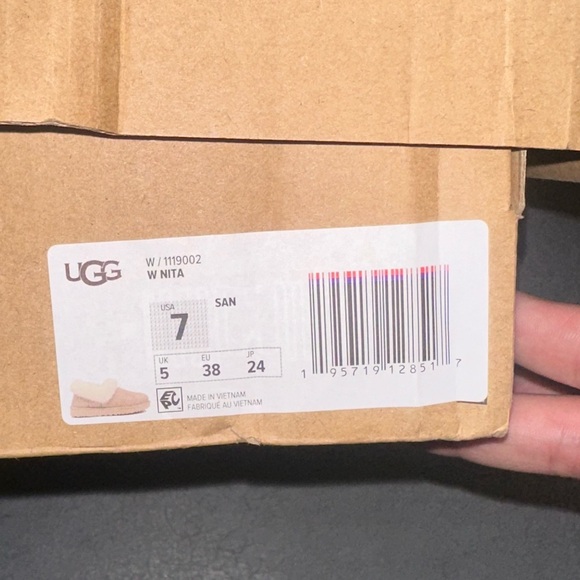 UGG
W / 1119002
W NITA
USA
7
SAN
UK EU JP
5 38 24
MADE IN VIETNAM
FABRIQUÉ AU VIETNAM
1 95719 12851 7